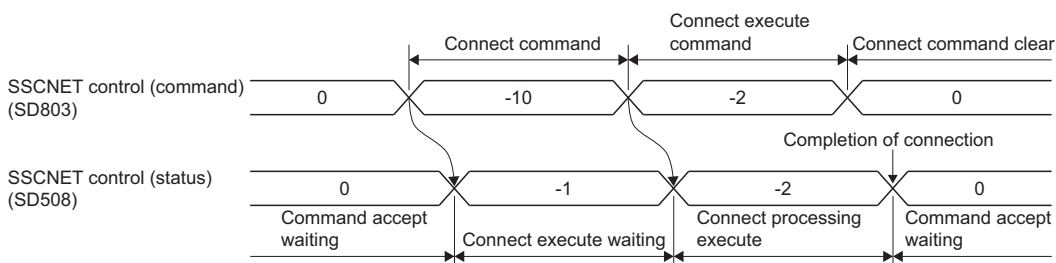 Connect command
Connect execute
command
Connect command clear
SSCNET control (command)
(SD803)
0
-10
-2
0
Completion of connection
SSCNET control (status)
(SD508)
0
-1
-2
0
Command accept
waiting
Connect execute waiting
Connect processing
execute
Command accept
waiting